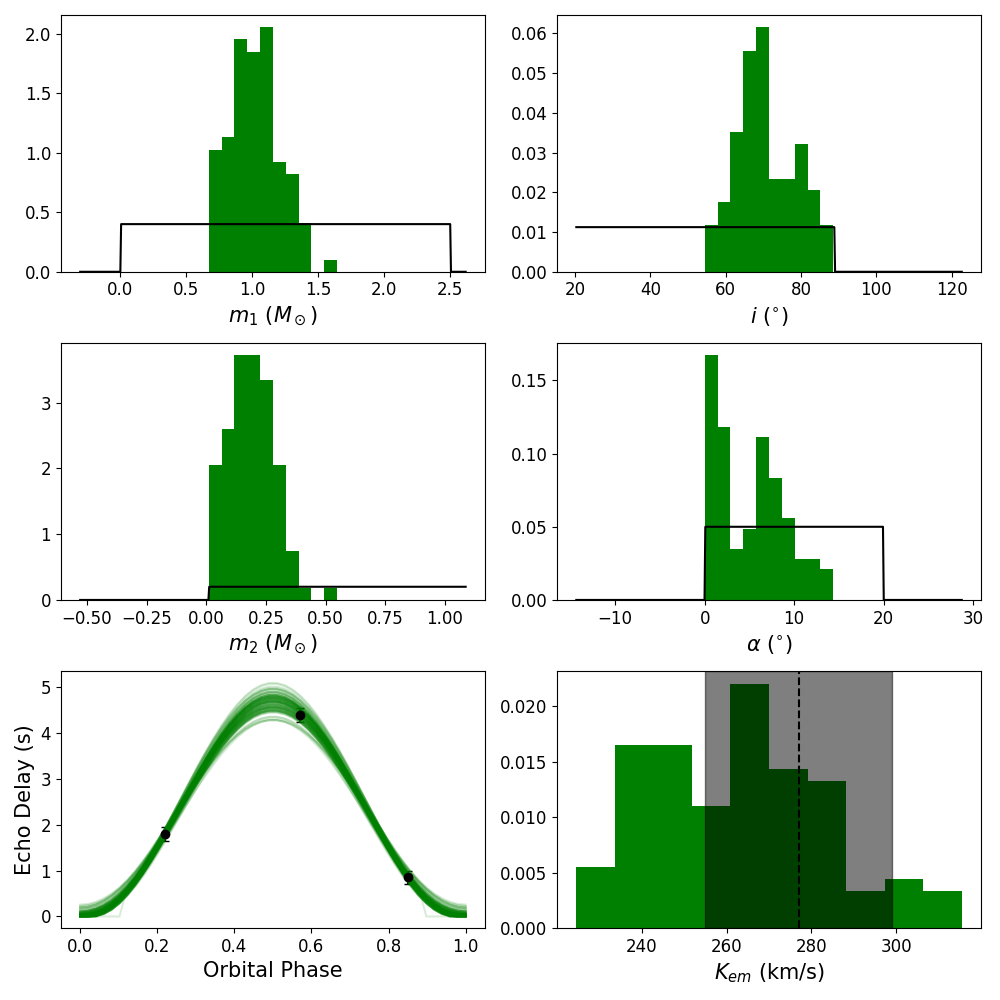 2.0
1.5
1.0
0.5
0.0
0.0 0.5 1.0 1.5 2.0 2.5
m₁ (M⊙)
0.06
0.05
0.04
0.03
0.02
0.01
0.00
20 40 60 80 100 120
i (°)
3
2
1
0
−0.50 −0.25 0.00 0.25 0.50 0.75 1.00
m₂ (M⊙)
0.15
0.10
0.05
0.00
−10 0 10 20 30
α (°)
Echo Delay (s)
5
4
3
2
1
0
0.0 0.2 0.4 0.6 0.8 1.0
Orbital Phase
0.020
0.015
0.010
0.005
0.000
240 260 280 300
K_em (km/s)